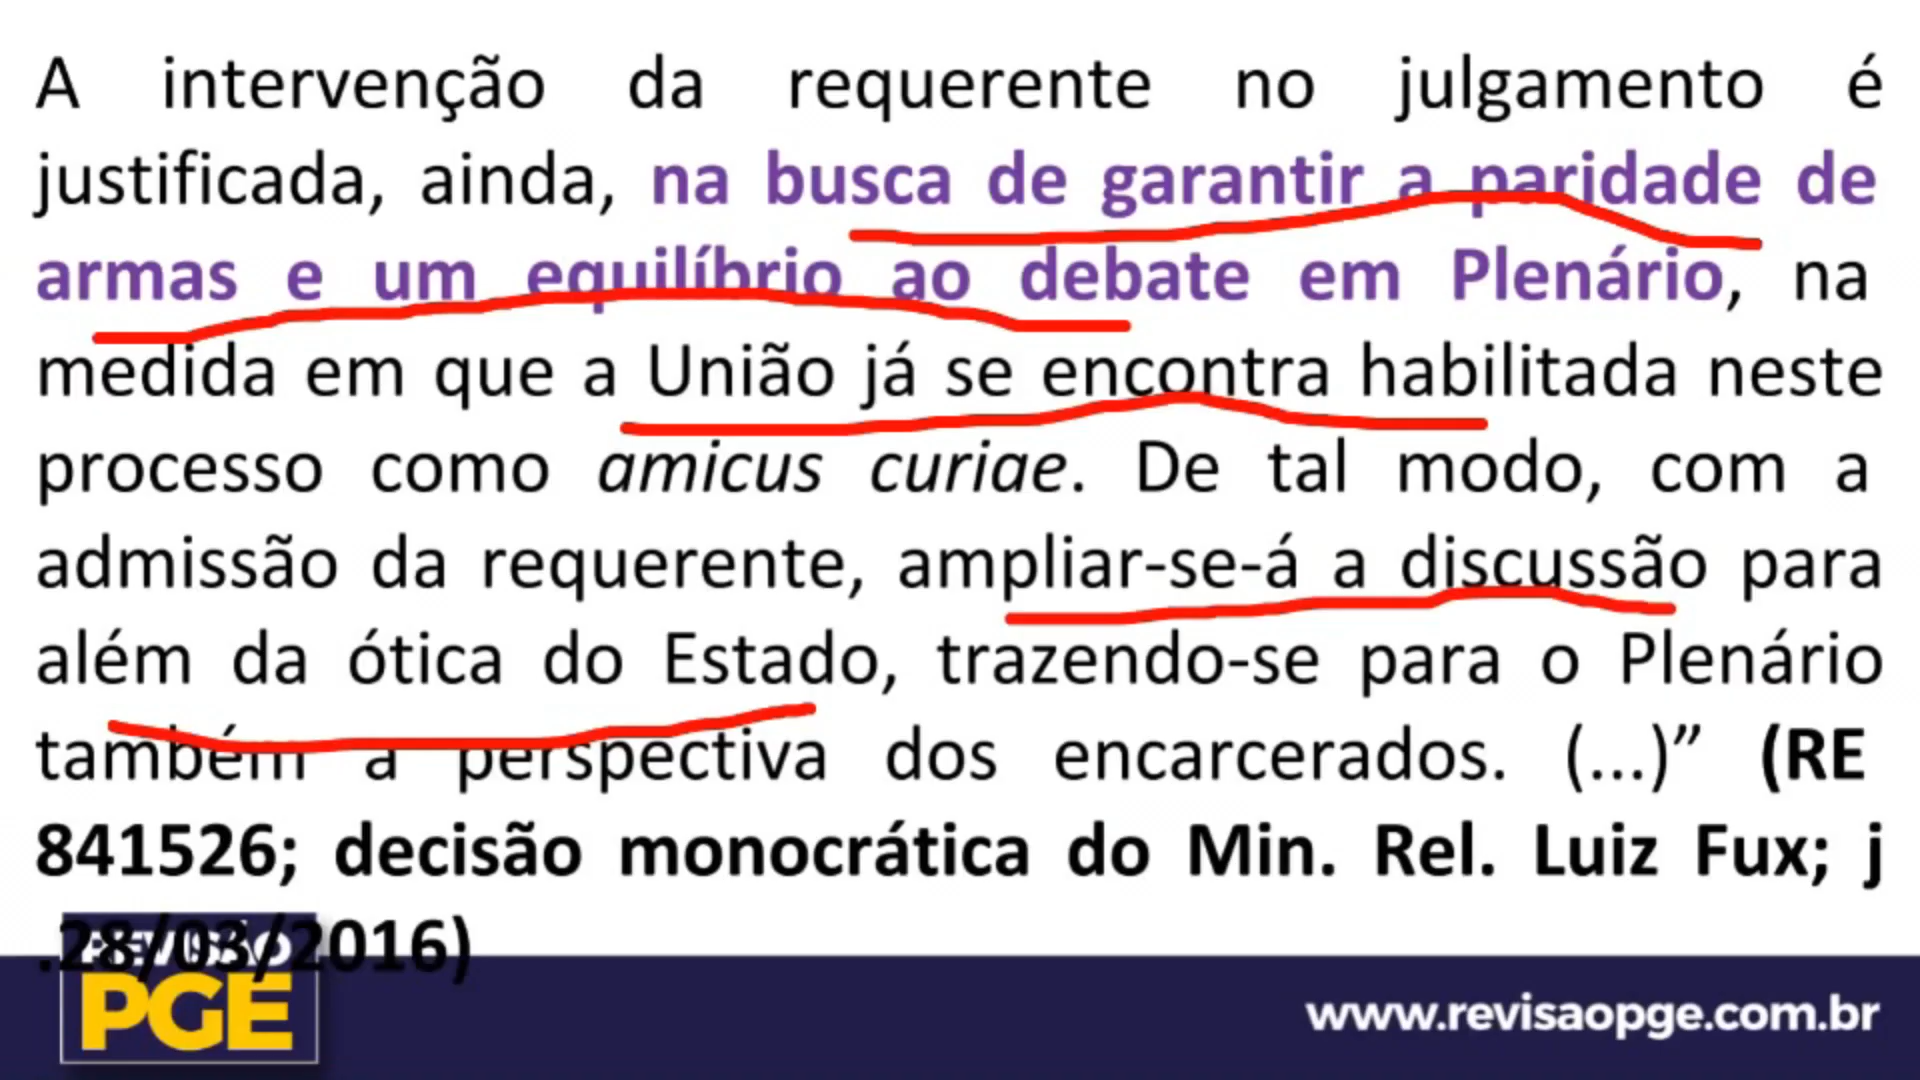 A intervenção da requerente no julgamento é
justificada, ainda, na busca de garantir a paridade de
armas e um equilíbrio ao debate em Plenário, na
medida em que a União já se encontra habilitada neste
processo como amicus curiae. De tal modo, com a
admissão da requerente, ampliar-se-á a discussão para
além da ótica do Estado, trazendo-se para o Plenário
também a perspectiva dos encarcerados. (...)” (RE
841526; decisão monocrática do Min. Rel. Luiz Fux; j
.28/03/2016)
REVISÃO
PGE
www.revisaopge.com.br